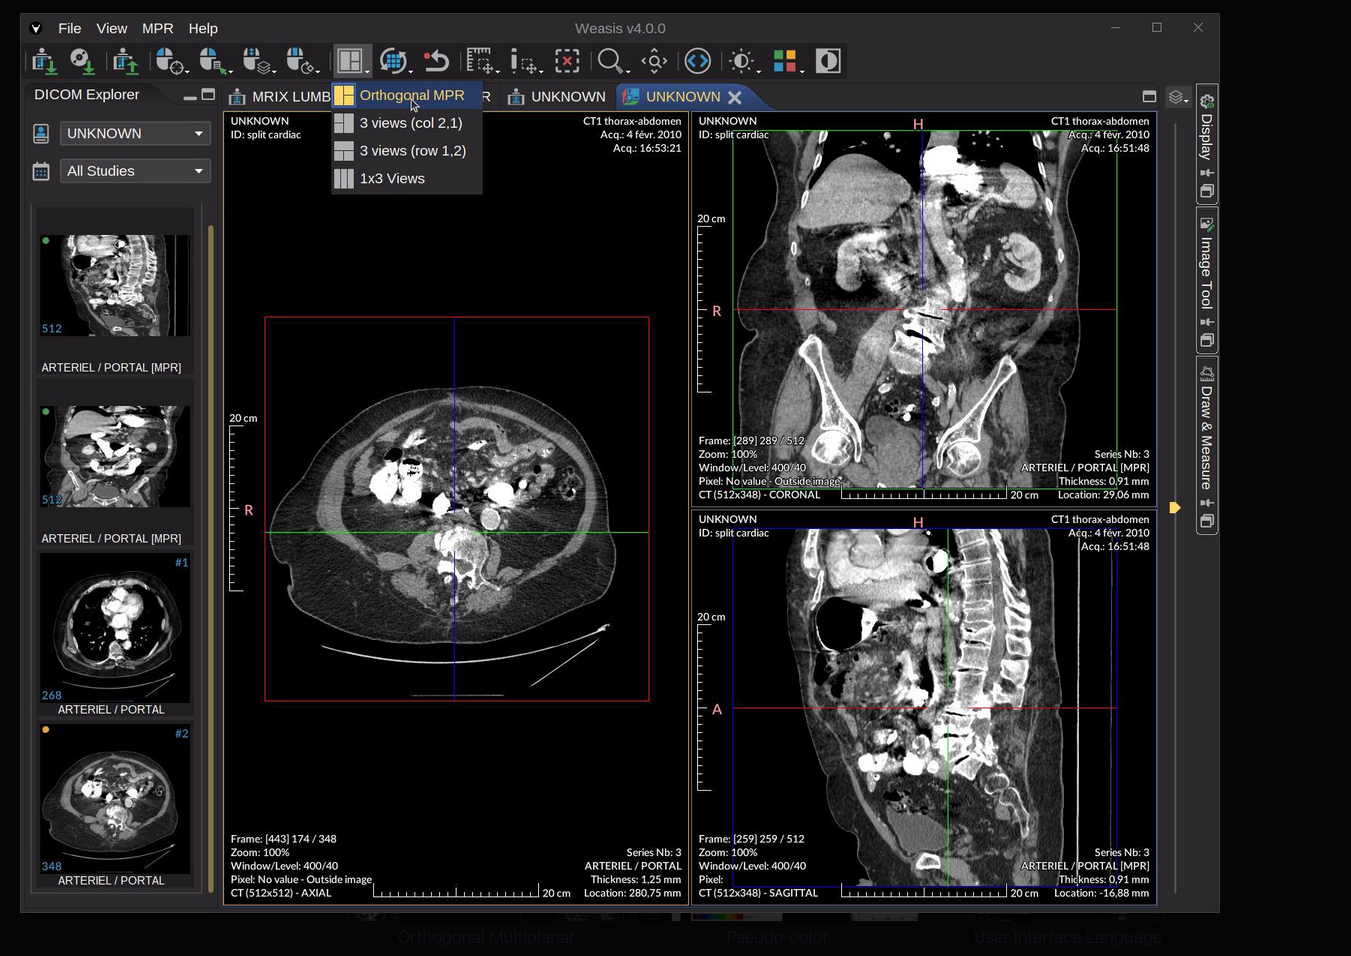 File View MPR Help
Weasis v4.0.0
DICOM Explorer
MRIX LUMB
R
UNKNOWN
UNKNOWN
Orthogonal MPR
3 views (col 2,1)
3 views (row 1,2)
1x3 Views
UNKNOWN
All Studies
512
ARTERIEL / PORTAL [MPR]
512
ARTERIEL / PORTAL [MPR]
#1
268
ARTERIEL / PORTAL
#2
348
ARTERIEL / PORTAL
UNKNOWN
ID: split cardiac
CT1 thorax-abdomen
Acq.: 4 févr. 2010
Acq.: 16:53:21
20 cm
R
Frame: [443] 174 / 348
Zoom: 100%
Window/Level: 400/40
Pixel: No value - Outside image
CT (512x512) - AXIAL
20 cm
Series Nb: 3
ARTERIEL / PORTAL
Thickness: 1,25 mm
Location: 280,75 mm
UNKNOWN
ID: split cardiac
H
CT1 thorax-abdomen
Acq.: 4 févr. 2010
Acq.: 16:51:48
20 cm
R
Frame: [289] 289 / 512
Zoom: 100%
Window/Level: 400/40
Pixel: No value - Outside image
CT (512x348) - CORONAL
20 cm
Series Nb: 3
ARTERIEL / PORTAL [MPR]
Thickness: 0,91 mm
Location: 29,06 mm
UNKNOWN
ID: split cardiac
H
CT1 thorax-abdomen
Acq.: 4 févr. 2010
Acq.: 16:51:48
20 cm
A
Frame: [259] 259 / 512
Zoom: 100%
Window/Level: 400/40
Pixel:
CT (512x348) - SAGITTAL
20 cm
Series Nb: 3
ARTERIEL / PORTAL [MPR]
Thickness: 0,91 mm
Location: -16,88 mm
Display
Image Tool
Draw & Measure
Orthogonal Multiplanar
Pseudo-color
User Interface Language